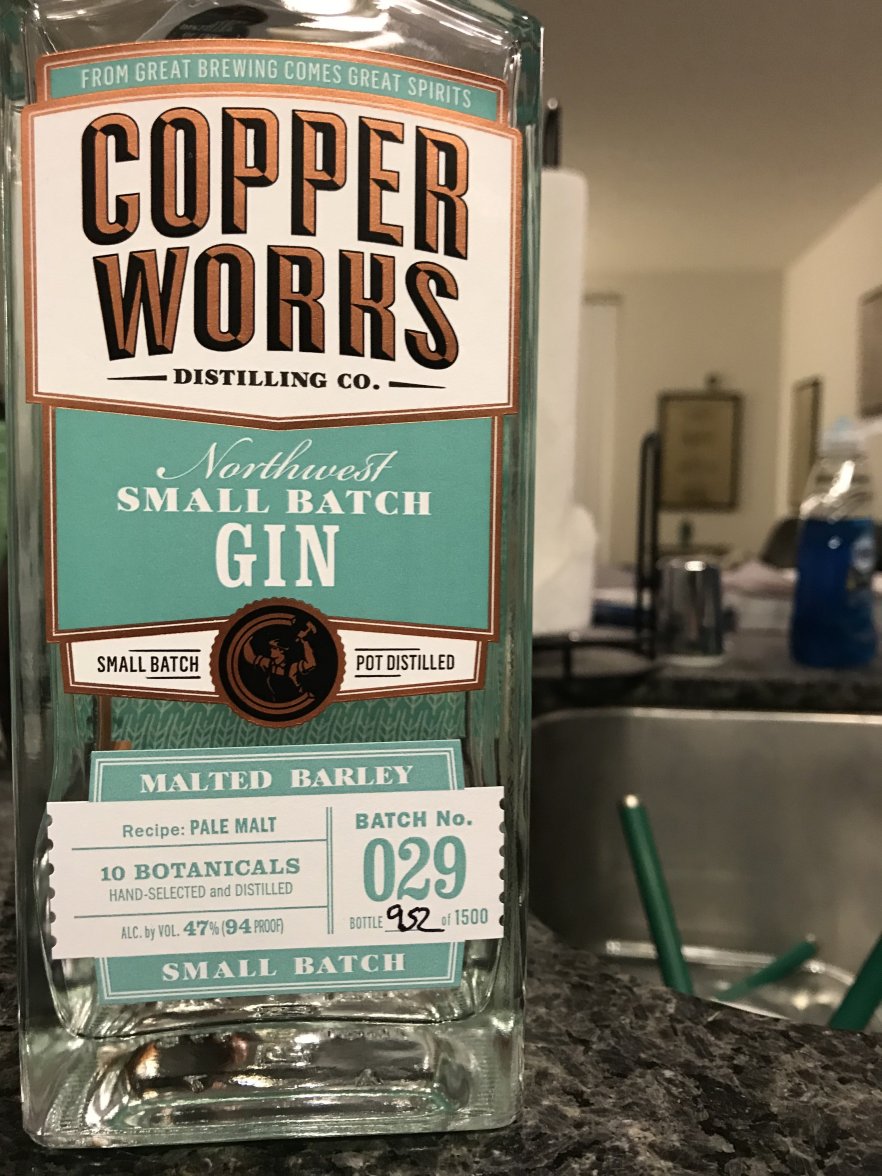 FROM GREAT BREWING COMES GREAT SPIRITS
COPPER
WORKS
DISTILLING CO.
Northwest
SMALL BATCH
GIN
SMALL BATCH
POT DISTILLED
MALTED BARLEY
Recipe: PALE MALT
10 BOTANICALS
HAND-SELECTED and DISTILLED
ALC. by VOL. 47% (94 PROOF)
BATCH No.
029
BOTTLE 952 of 1500
SMALL BATCH